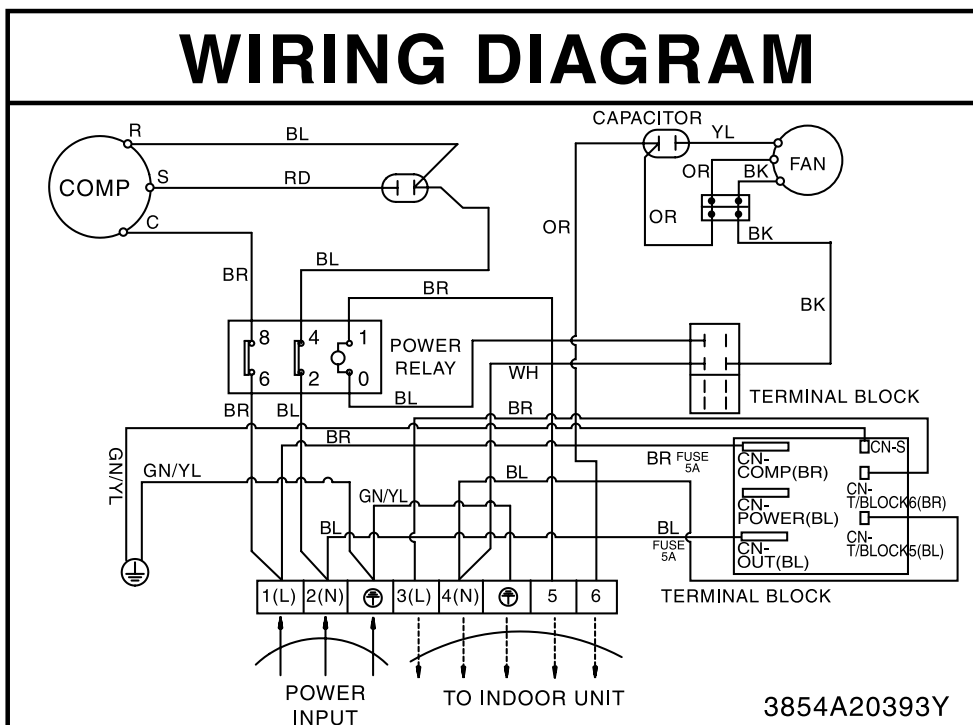 WIRING DIAGRAM
CAPACITOR
R
BL
YL
COMP
S
RD
OR
BK
FAN
C
OR
OR
BK
BR
BL
BR
BK
8
4
1
POWER
RELAY
6
2
0
WH
BL
TERMINAL BLOCK
BR
BL
BR
BR
BR FUSE
5A
CN-S
CN-
COMP(BR)
GN/YL
GN/YL
GN/YL
BL
CN-
T/BLOCK6(BR)
CN-
POWER(BL)
BL
BL
FUSE
5A
CN-
T/BLOCK5(BL)
CN-
OUT(BL)
1(L)
2(N)
3(L)
4(N)
5
6
TERMINAL BLOCK
POWER
INPUT
TO INDOOR UNIT
3854A20393Y